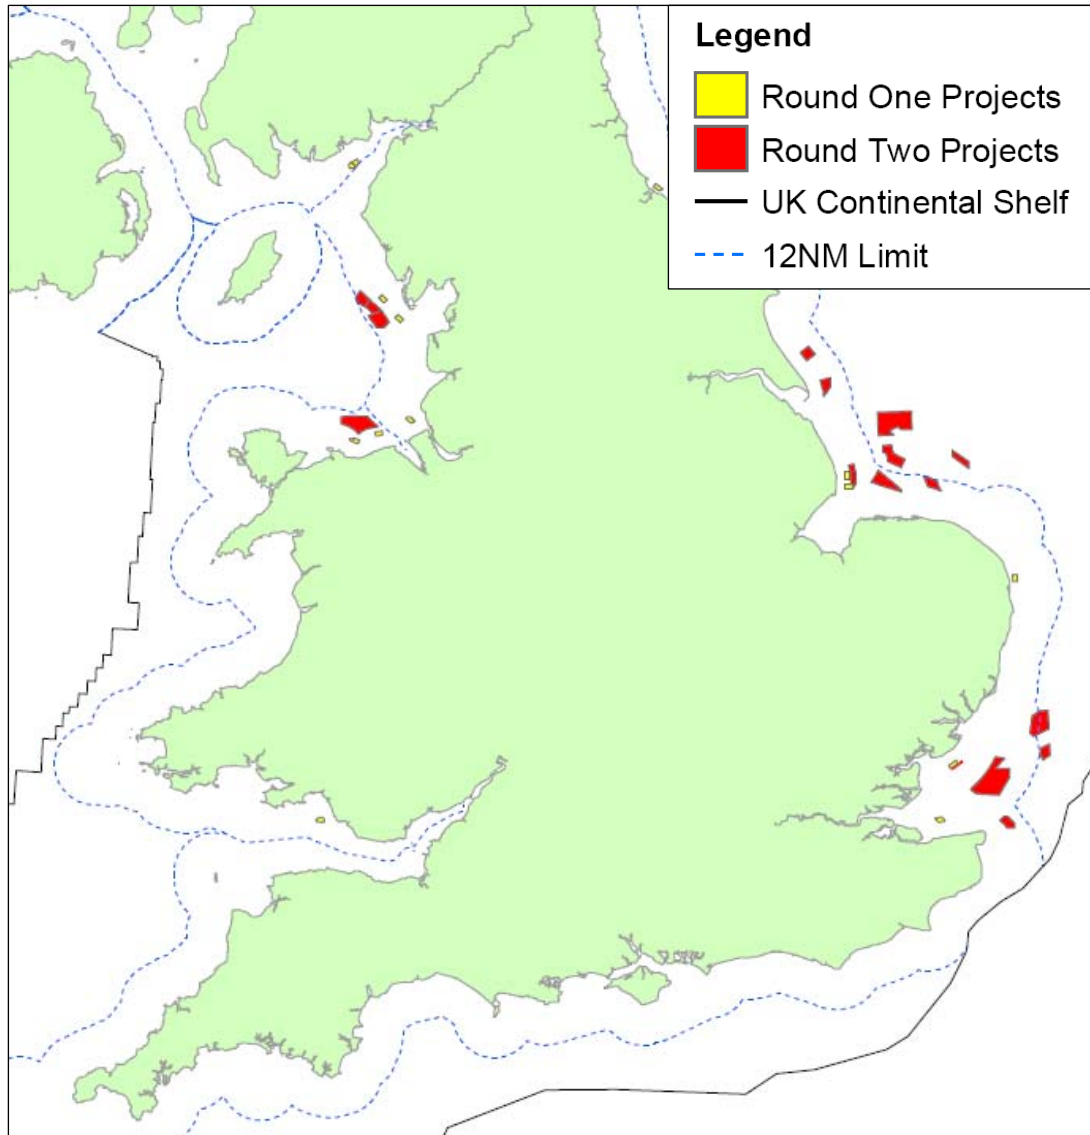 Legend
Round One Projects
Round Two Projects
UK Continental Shelf
12NM Limit